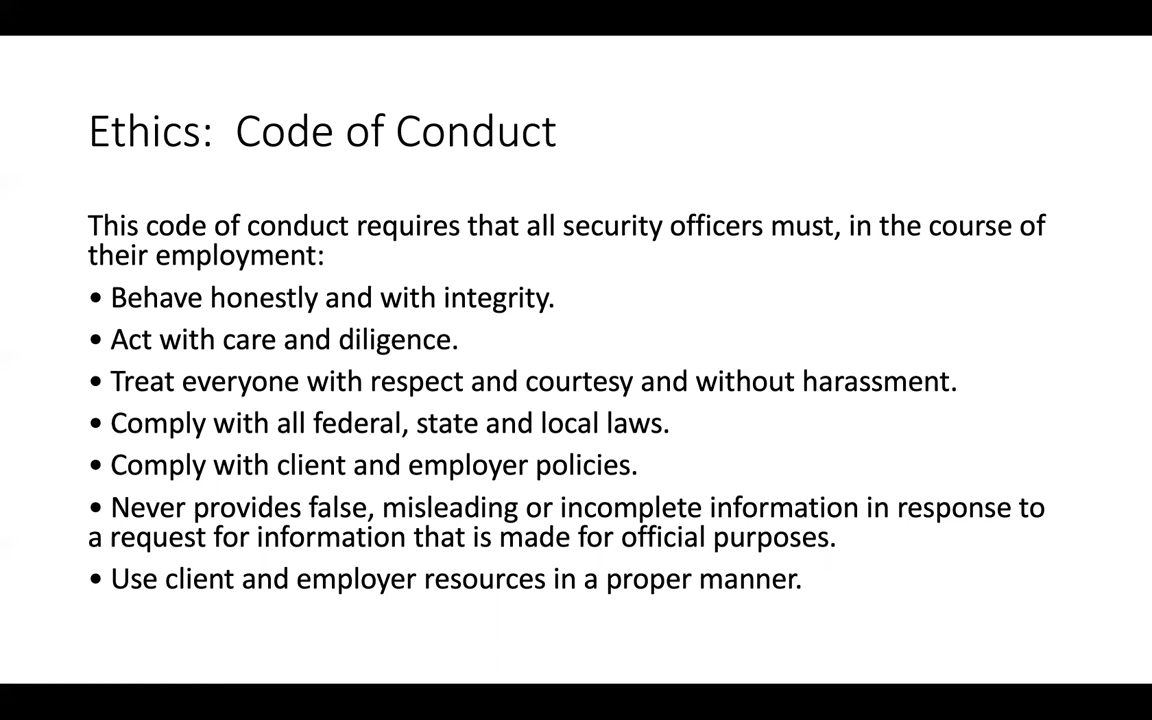 Ethics:  Code of Conduct
This code of conduct requires that all security officers must, in the course of
their employment:
• Behave honestly and with integrity.
• Act with care and diligence.
• Treat everyone with respect and courtesy and without harassment.
• Comply with all federal, state and local laws.
• Comply with client and employer policies.
• Never provides false, misleading or incomplete information in response to
a request for information that is made for official purposes.
• Use client and employer resources in a proper manner.